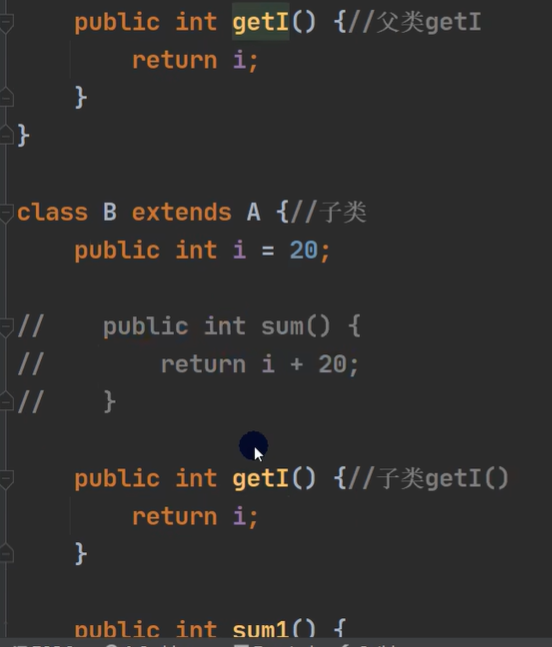 public int getI() {//父类getI
return i;
}
}
class B extends A {//子类
public int i = 20;
//    public int sum() {
//        return i + 20;
//    }
public int getI() {//子类getI()
return i;
}
public int sum1() {